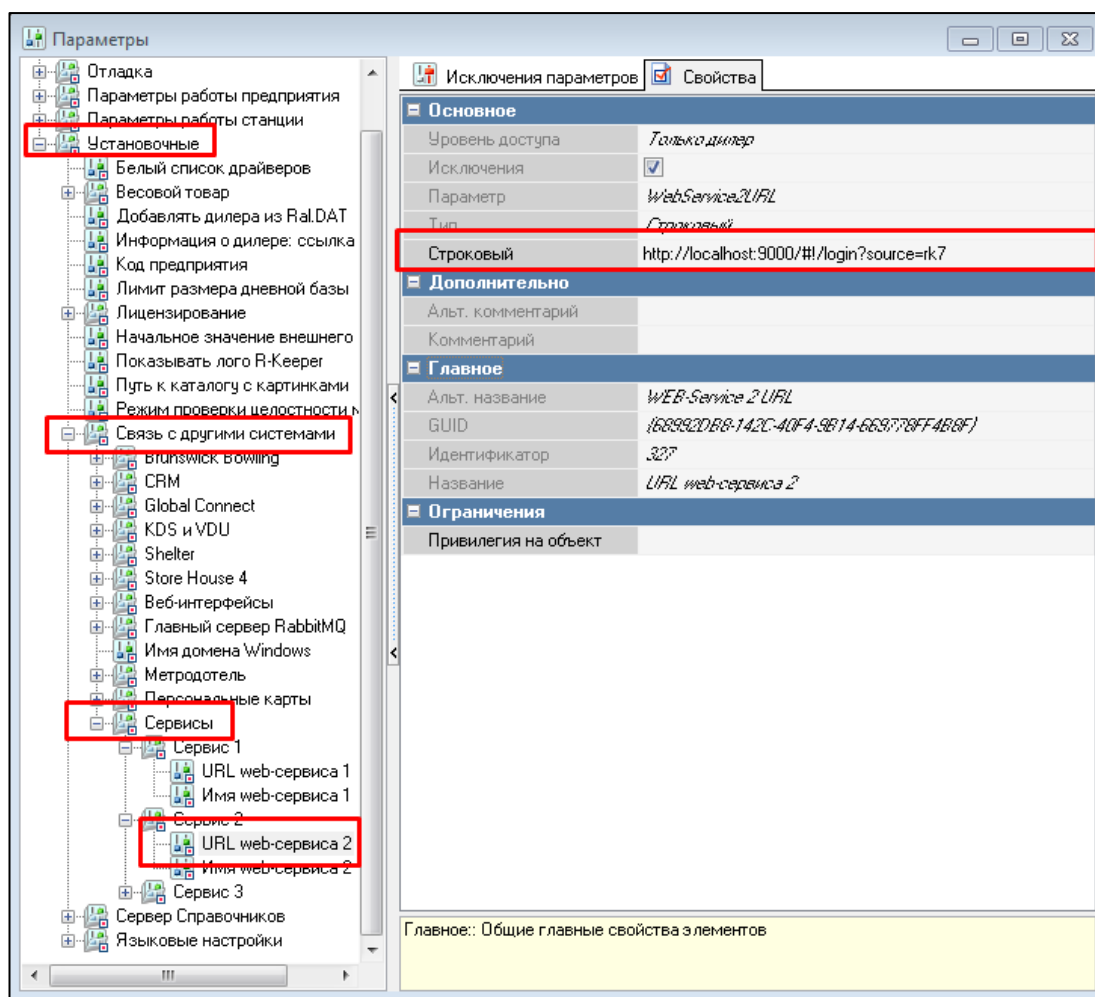 Параметры
Отладка
Параметры работы предприятия
Параметры работы станции
Установочные
Белый список драйверов
Весовой товар
Добавлять дилера из Ral.DAT
Информация о дилере: ссылка
Код предприятия
Лимит размера дневной базы
Лицензирование
Начальное значение внешнего
Показывать лого R-Keeper
Путь к каталогу с картинками
Режим проверки целостности м
Связь с другими системами
Brunswick Bowling
CRM
Global Connect
KDS и VDU
Shelter
Store House 4
Веб-интерфейсы
Главный сервер RabbitMQ
Имя домена Windows
Метродотель
Персональные карты
Сервисы
Сервис 1
URL web-сервиса 1
Имя web-сервиса 1
Сервис 2
URL web-сервиса 2
Имя web-сервиса 2
Сервис 3
Сервер Справочников
Языковые настройки
Исключения параметров Свойства
Основное
Уровень доступа Только дилер
Исключения
Параметр WebService2URL
Тип Строковый
Строковый http://localhost:9000/#!/login?source=rk7
Дополнительно
Альт. комментарий
Комментарий
Главное
Альт. название WEB-Service 2 URL
GUID {68992DB8-142C-40F4-9B14-669778FF4B8F}
Идентификатор 327
Название URL web-сервиса 2
Ограничения
Привилегия на объект
Главное:: Общие главные свойства элементов